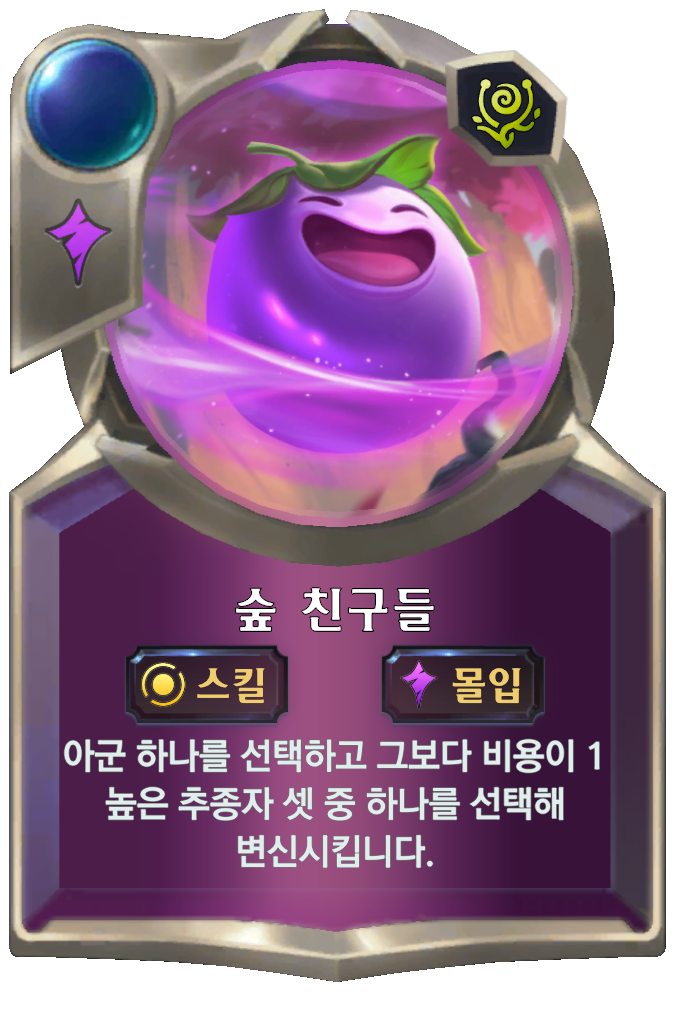 숲 친구들
스킬 몰입
아군 하나를 선택하고 그보다 비용이 1
높은 추종자 셋 중 하나를 선택해
변신시킵니다.